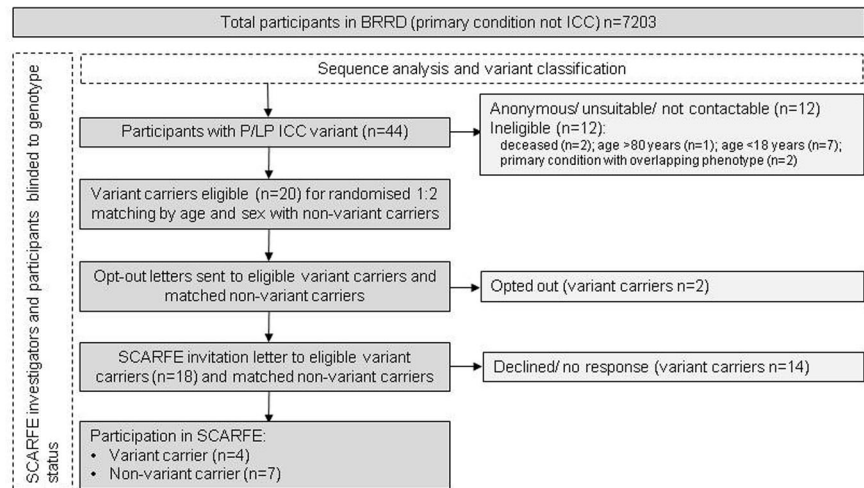 Total participants in BRRD (primary condition not ICC) n=7203
SCARFE investigators and participants blinded to genotype
status
Sequence analysis and variant classification
Participants with P/LP ICC variant (n=44)
Anonymous/ unsuitable/ not contactable (n=12)
Ineligible (n=12):
deceased (n=2); age >80 years (n=1); age <18 years (n=7);
primary condition with overlapping phenotype (n=2)
Variant carriers eligible (n=20) for randomised 1:2
matching by age and sex with non-variant carriers
Opt-out letters sent to eligible variant carriers and
matched non-variant carriers
Opted out (variant carriers n=2)
SCARFE invitation letter to eligible variant
carriers (n=18) and matched non-variant carriers
Declined/ no response (variant carriers n=14)
Participation in SCARFE:
• Variant carrier (n=4)
• Non-variant carrier (n=7)